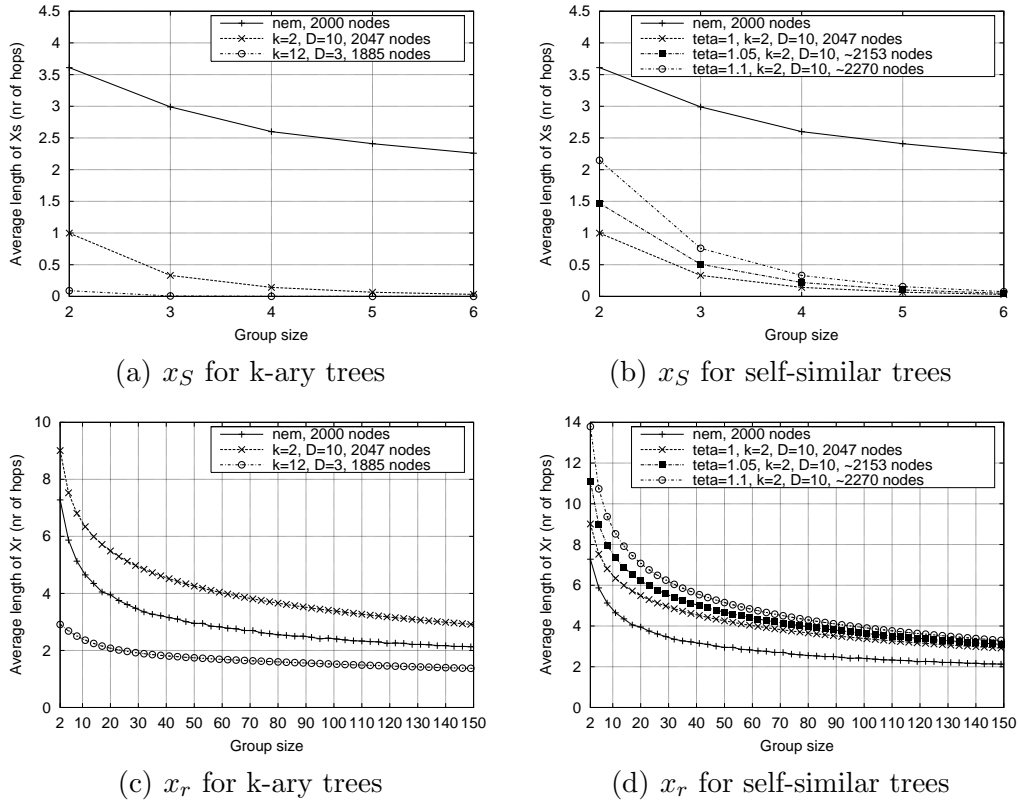 Average length of Xs (nr of hops)
4.5
4
3.5
3
2.5
2
1.5
1
0.5
0
nem, 2000 nodes
k=2, D=10, 2047 nodes
k=12, D=3, 1885 nodes
2 3 4 5 6
Group size
(a) x_S for k-ary trees
Average length of Xs (nr of hops)
4.5
4
3.5
3
2.5
2
1.5
1
0.5
0
nem, 2000 nodes
teta=1, k=2, D=10, 2047 nodes
teta=1.05, k=2, D=10, ~2153 nodes
teta=1.1, k=2, D=10, ~2270 nodes
2 3 4 5 6
Group size
(b) x_S for self-similar trees
Average length of Xr (nr of hops)
10
8
6
4
2
0
nem, 2000 nodes
k=2, D=10, 2047 nodes
k=12, D=3, 1885 nodes
2 10 20 30 40 50 60 70 80 90 100 110 120 130 140 150
Group size
(c) x_r for k-ary trees
Average length of Xr (nr of hops)
14
12
10
8
6
4
2
0
nem, 2000 nodes
teta=1, k=2, D=10, 2047 nodes
teta=1.05, k=2, D=10, ~2153 nodes
teta=1.1, k=2, D=10, ~2270 nodes
2 10 20 30 40 50 60 70 80 90 100 110 120 130 140 150
Group size
(d) x_r for self-similar trees